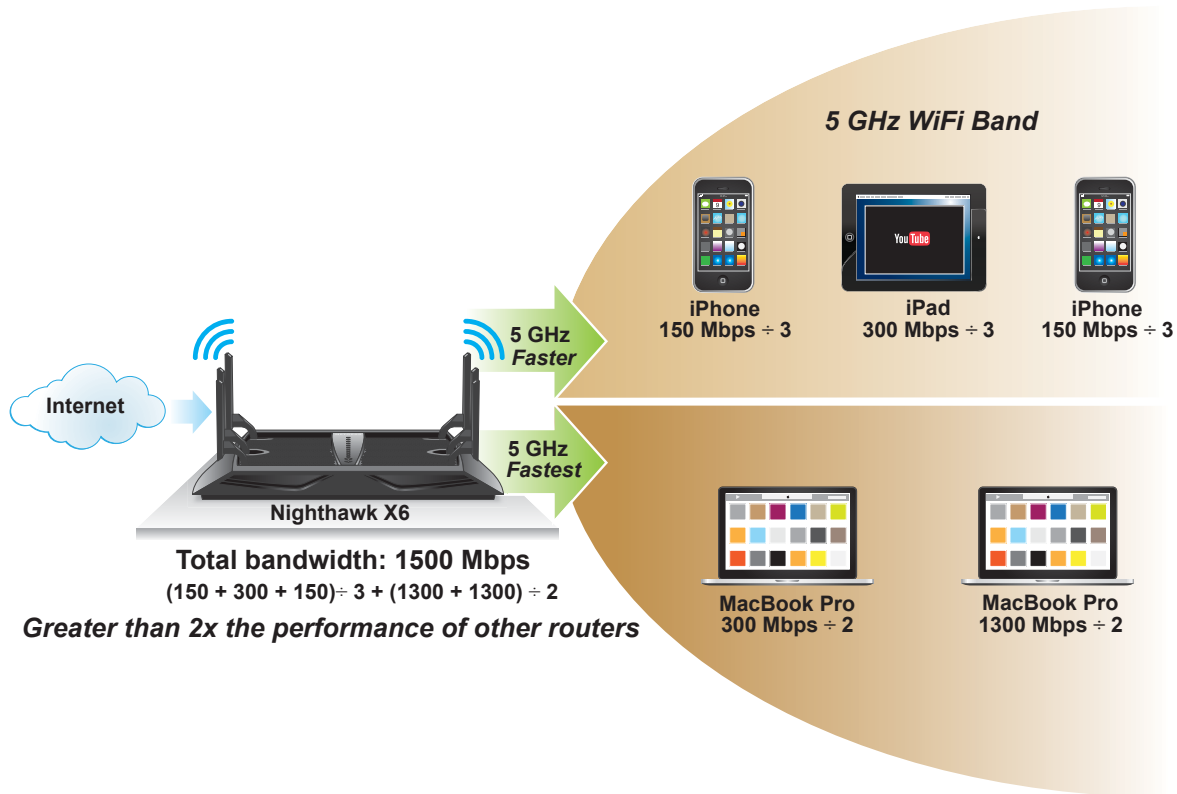 5 GHz WiFi Band
You Tube
iPhone
150 Mbps ÷ 3
iPad
300 Mbps ÷ 3
iPhone
150 Mbps ÷ 3
Internet
5 GHz
Faster
5 GHz
Fastest
Nighthawk X6
Total bandwidth: 1500 Mbps
(150 + 300 + 150)÷ 3 + (1300 + 1300) ÷ 2
Greater than 2x the performance of other routers
MacBook Pro
300 Mbps ÷ 2
MacBook Pro
1300 Mbps ÷ 2